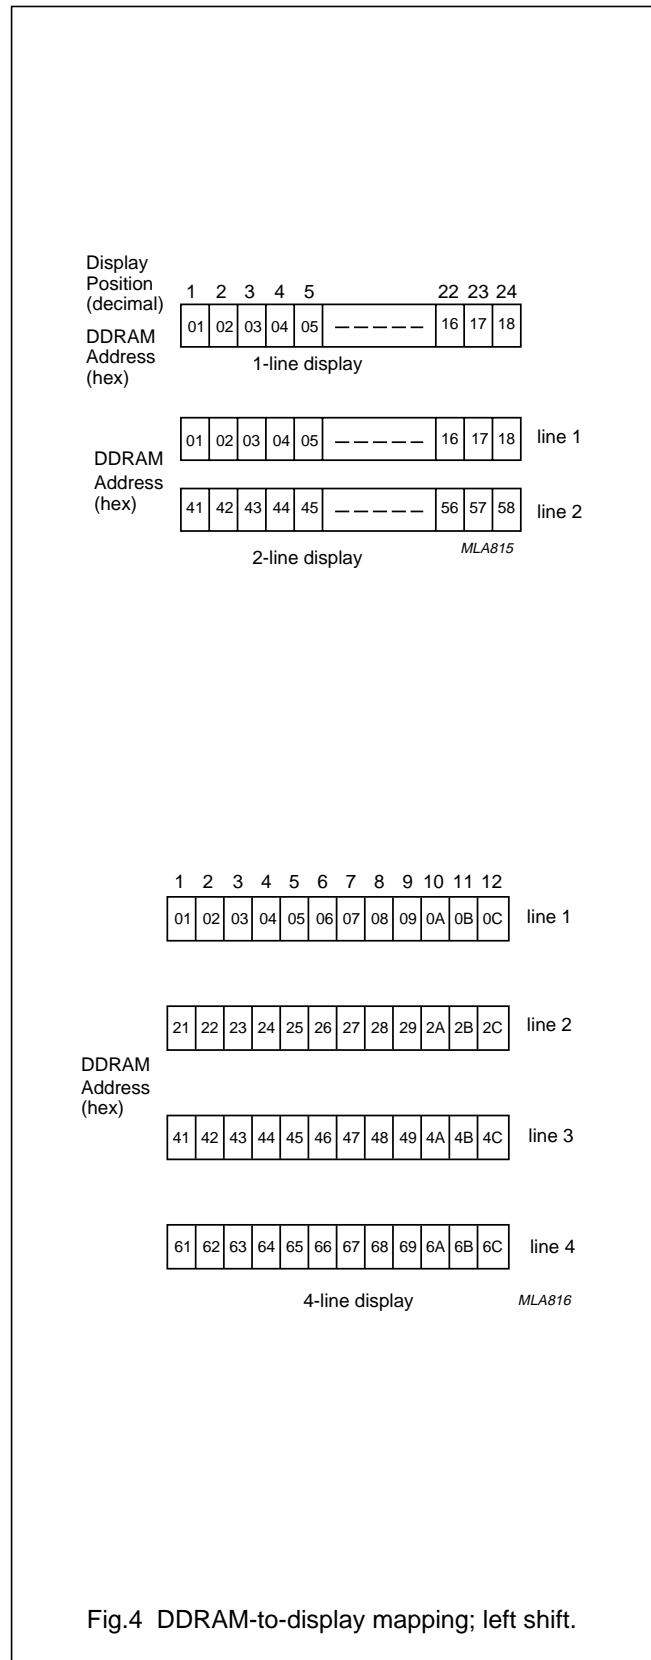 Display
Position
(decimal)
1 2 3 4 5 22 23 24
DDRAM
Address
(hex)
01 02 03 04 05 16 17 18
1-line display
DDRAM
Address
(hex)
01 02 03 04 05 16 17 18 line 1
41 42 43 44 45 56 57 58 line 2
2-line display
MLA815
1 2 3 4 5 6 7 8 9 10 11 12
01 02 03 04 05 06 07 08 09 0A 0B 0C line 1
21 22 23 24 25 26 27 28 29 2A 2B 2C line 2
DDRAM
Address
(hex)
41 42 43 44 45 46 47 48 49 4A 4B 4C line 3
61 62 63 64 65 66 67 68 69 6A 6B 6C line 4
4-line display
MLA816
Fig.4 DDRAM-to-display mapping; left shift.